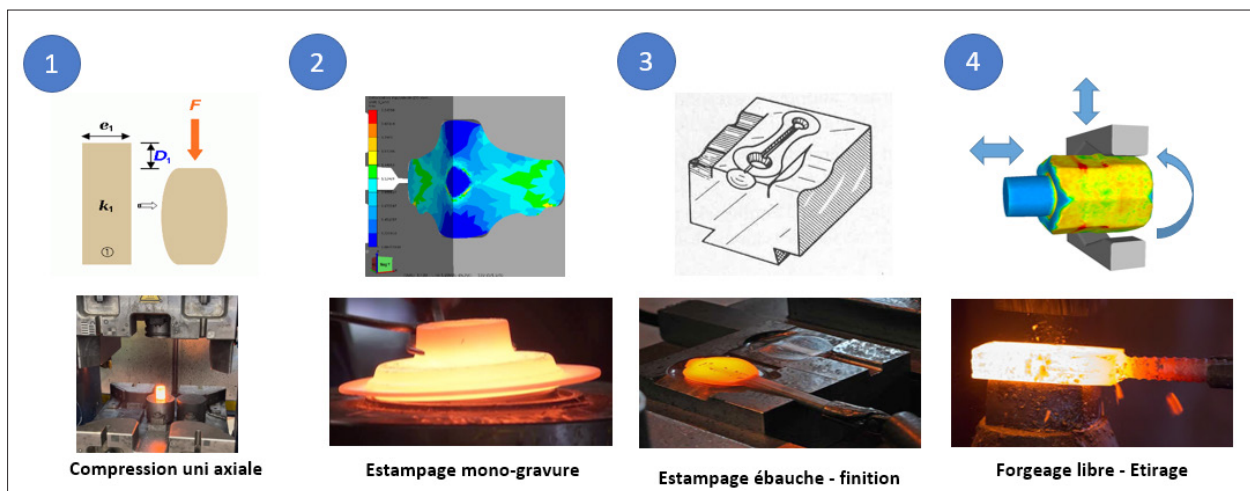 1
2
3
4
e₁
F
D₁
k₁
①
Compression uni axiale
Estampage mono-gravure
Estampage ébauche - finition
Forgeage libre - Etirage